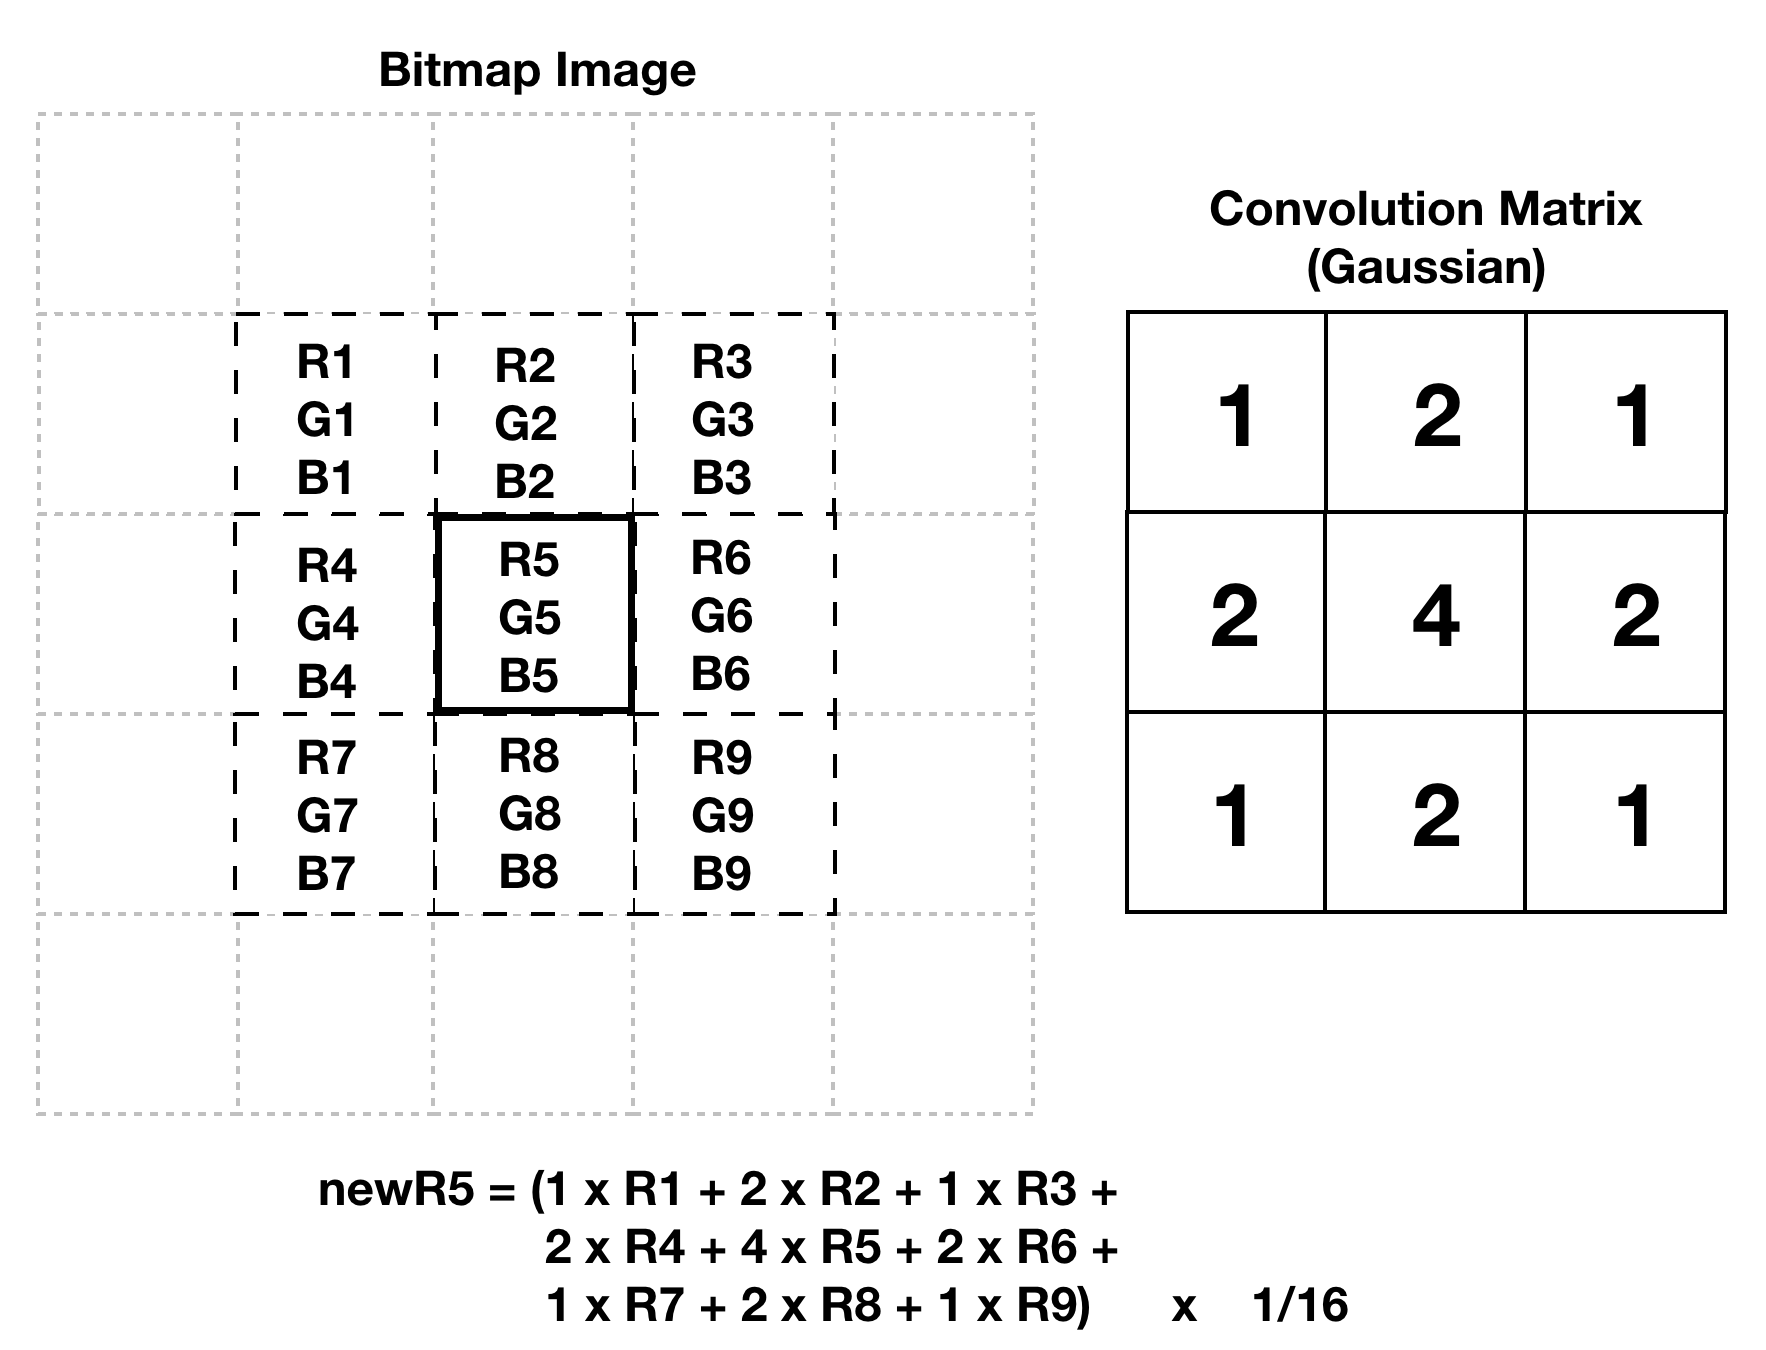 Bitmap Image
Convolution Matrix
(Gaussian)
R1 R2 R3
G1 G2 G3
B1 B2 B3
R4 R5 R6
G4 G5 G6
B4 B5 B6
R7 R8 R9
G7 G8 G9
B7 B8 B9
1 2 1
2 4 2
1 2 1
newR5 = (1 x R1 + 2 x R2 + 1 x R3 +
2 x R4 + 4 x R5 + 2 x R6 +
1 x R7 + 2 x R8 + 1 x R9) x 1/16